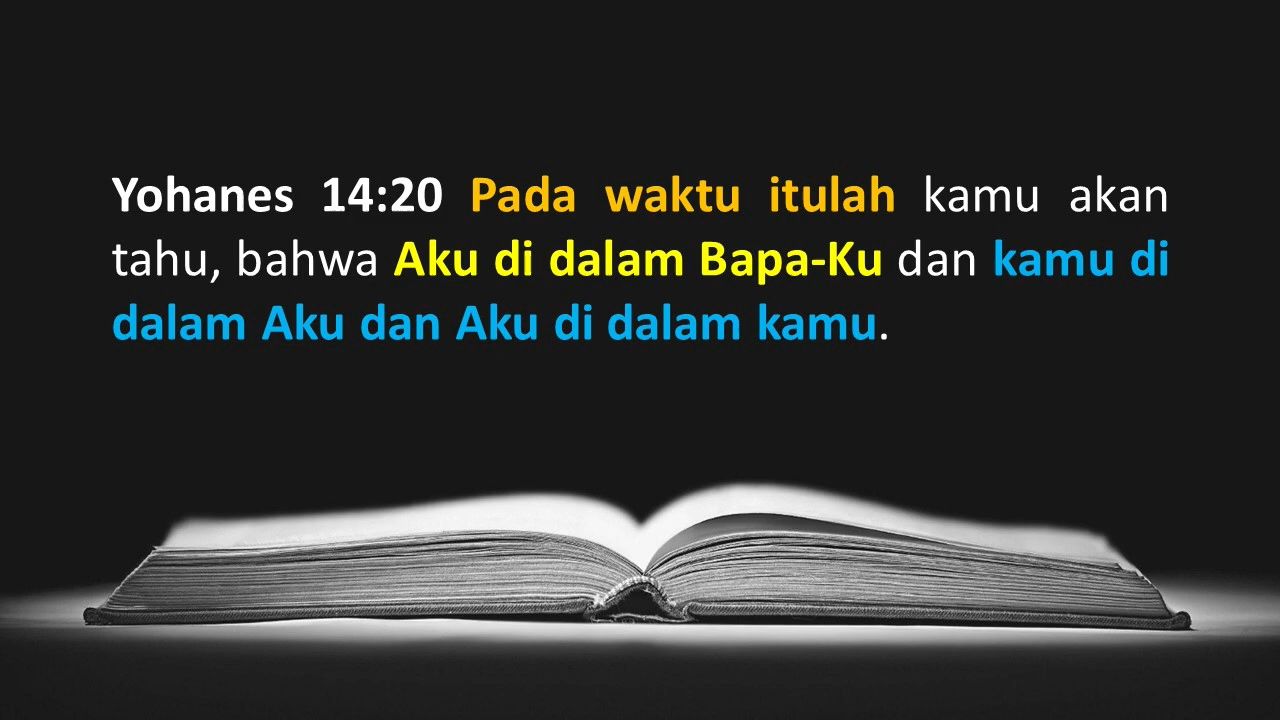 Yohanes 14:20 Pada waktu itulah kamu akan
tahu, bahwa Aku di dalam Bapa-Ku dan kamu di
dalam Aku dan Aku di dalam kamu.